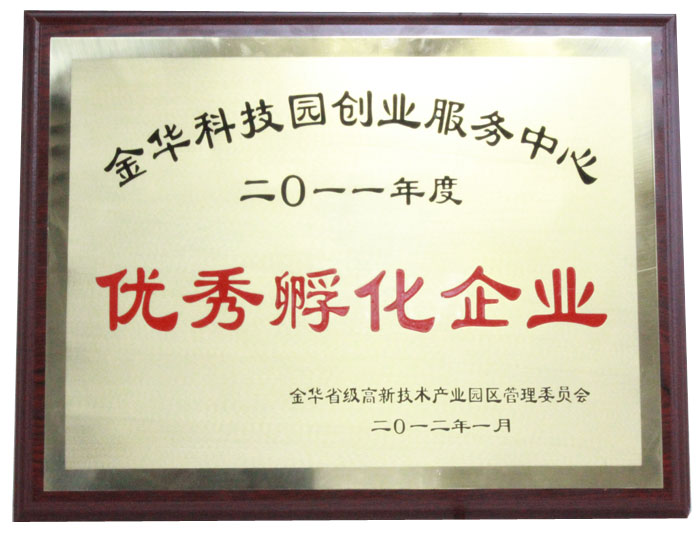 金华科技园创业服务中心
二〇一一年度
优秀孵化企业
金华省级高新技术产业园区管理委员会
二〇一二年一月